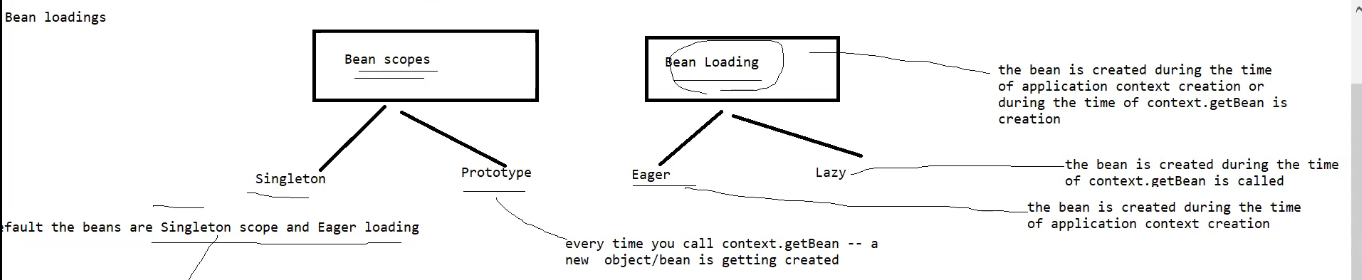 Bean loadings
Bean scopes
Bean Loading
the bean is created during the time
of application context creation or
during the time of context.getBean is
creation
Singleton
Prototype
Eager
Lazy
the bean is created during the time
of context.getBean is called
the bean is created during the time
of application context creation
efault the beans are Singleton scope and Eager loading
every time you call context.getBean -- a
new object/bean is getting created